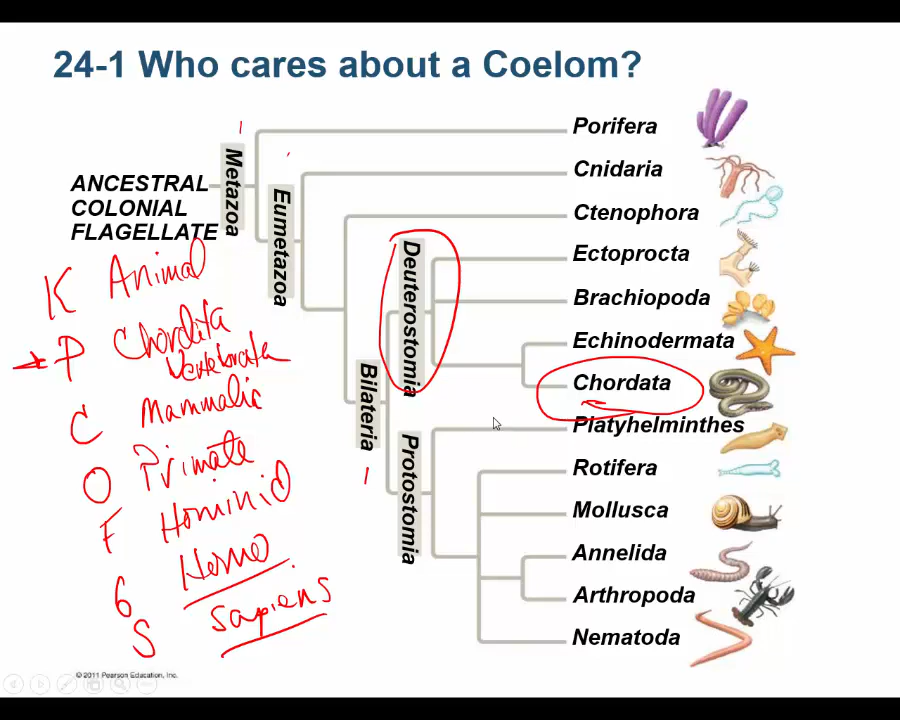 24-1 Who cares about a Coelom?
ANCESTRAL
COLONIAL
FLAGELLATE
Metazoa
Eumetazoa
Bilateria
Deuterostomia
Protostomia
Porifera
Cnidaria
Ctenophora
Ectoprocta
Brachiopoda
Echinodermata
Chordata
Platyhelminthes
Rotifera
Mollusca
Annelida
Arthropoda
Nematoda
K Animal
P Chordata
Vertebrata
C Mammalia
O Primate
F Hominid
G Homo
S Sapiens
© 2011 Pearson Education, Inc.